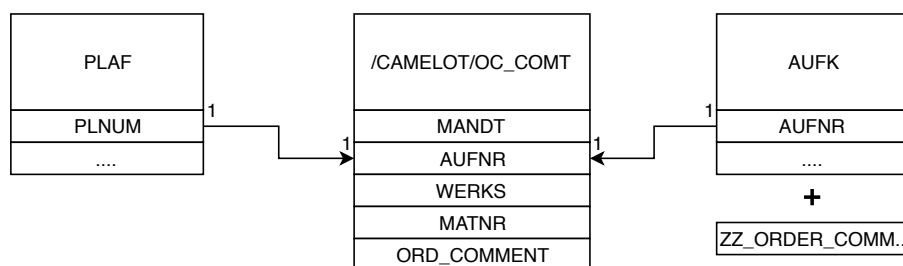 PLAF
PLNUM
....
1
/CAMELOT/OC_COMT
MANDT
1
AUFNR
1
WERKS
MATNR
ORD_COMMENT
AUFK
1
AUFNR
....
+
ZZ_ORDER_COMM..